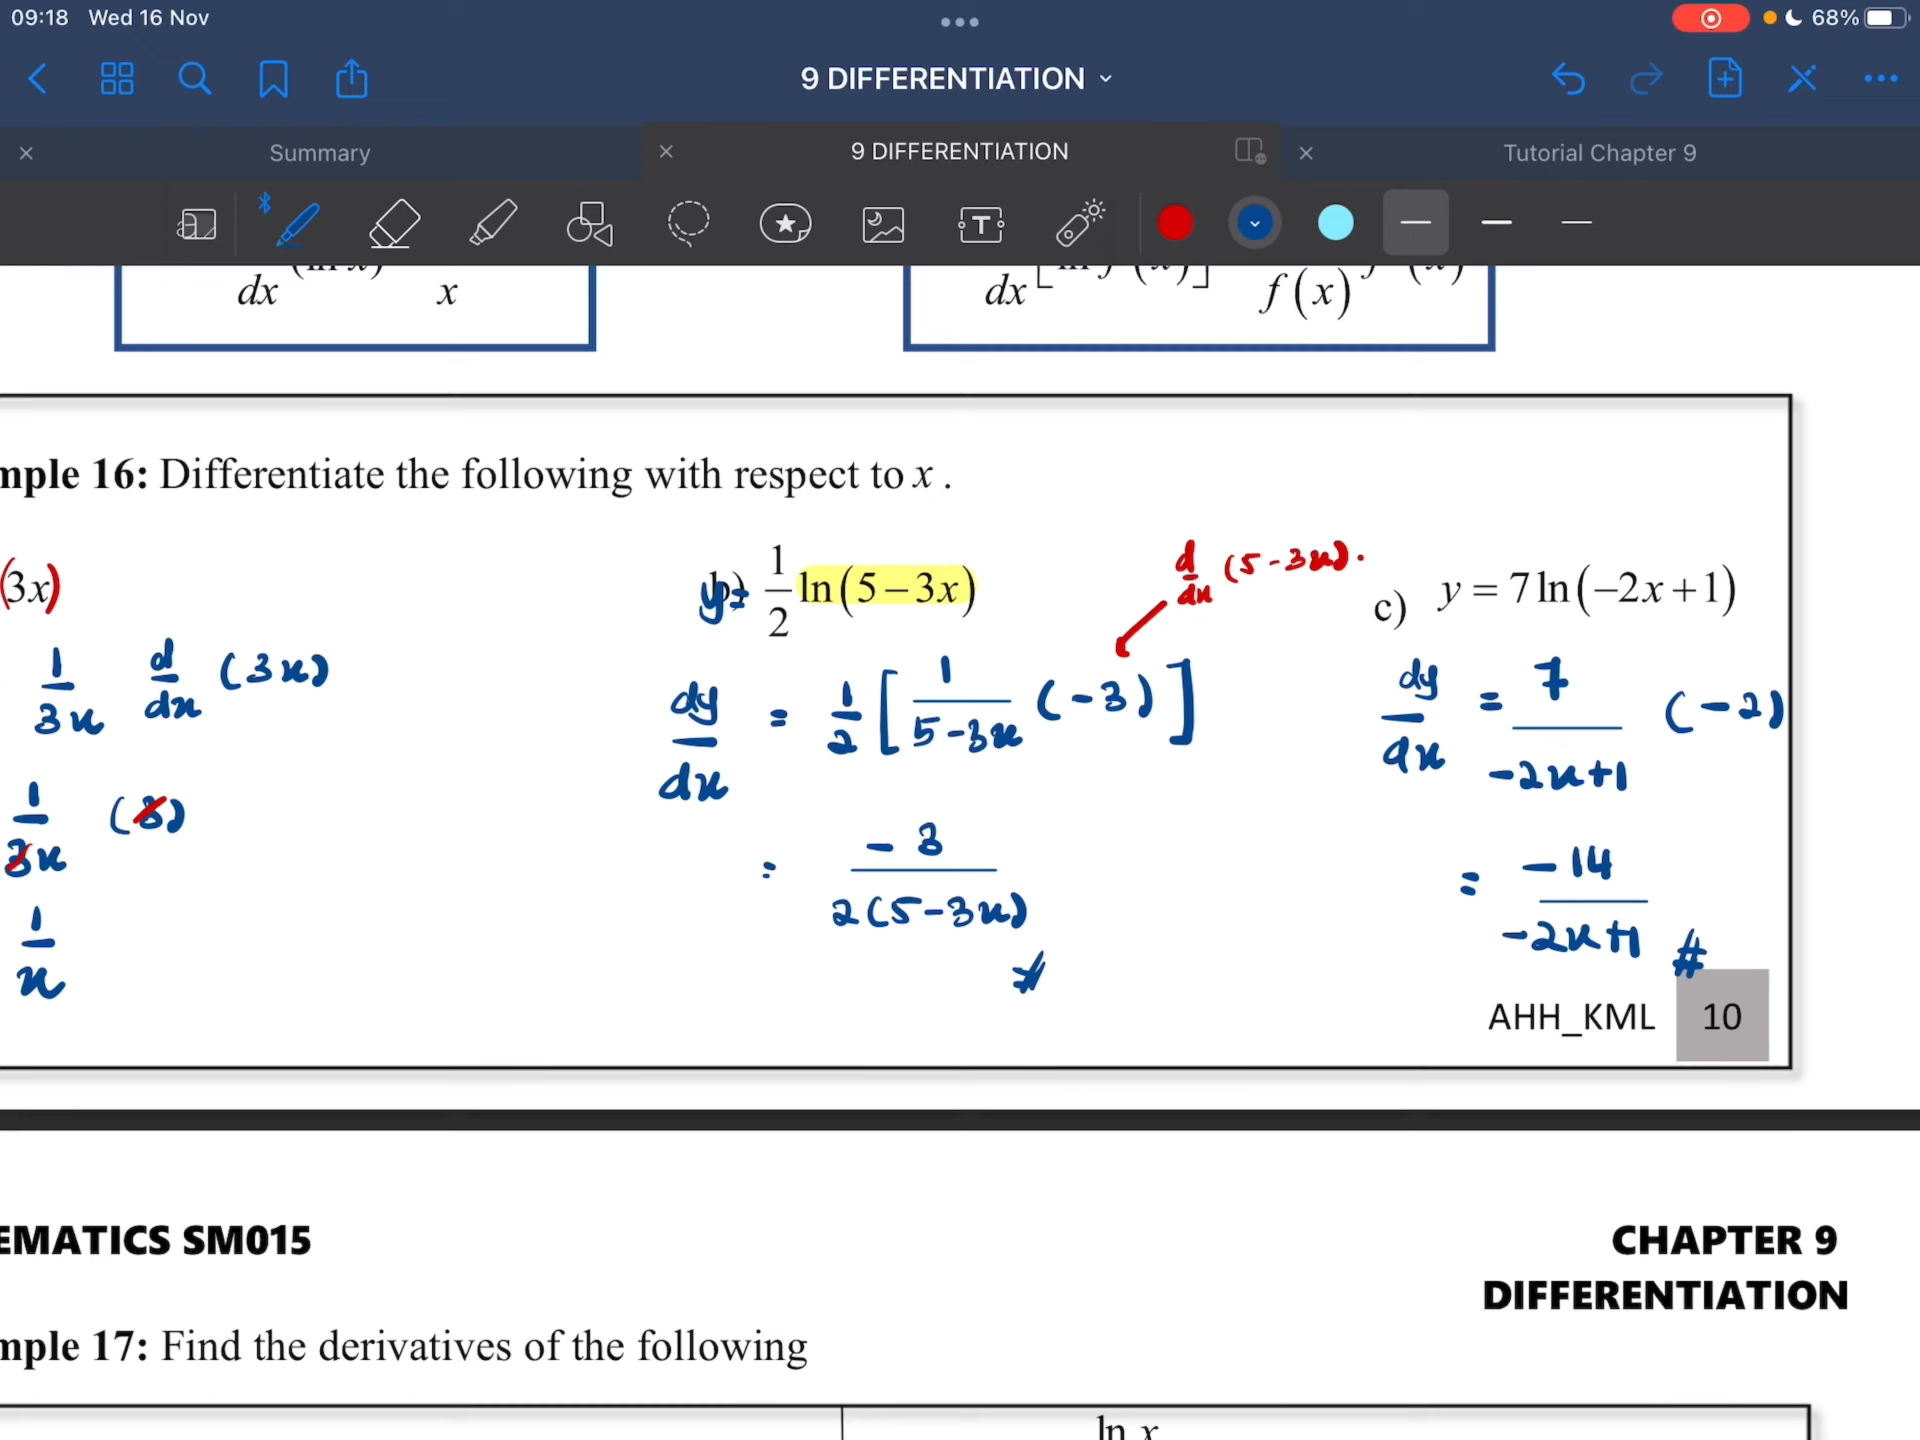 09:18 Wed 16 Nov
68%
9 DIFFERENTIATION
Summary
9 DIFFERENTIATION
Tutorial Chapter 9
dx x
dx f(x)
mple 16: Differentiate the following with respect to x .
(3x)
1/3x d/dx (3x)
1/3x (3)
1/x
b) y= 1/2 ln(5−3x)
d/dx (5-3x).
dy/dx = 1/2 [ 1/5-3x (-3) ]
= -3/2(5-3x) #
c) y = 7 ln(−2x+1)
dy/dx = 7/-2x+1 (-2)
= -14/-2x+1 #
AHH_KML 10
EMATICS SM015
CHAPTER 9
DIFFERENTIATION
mple 17: Find the derivatives of the following
ln x